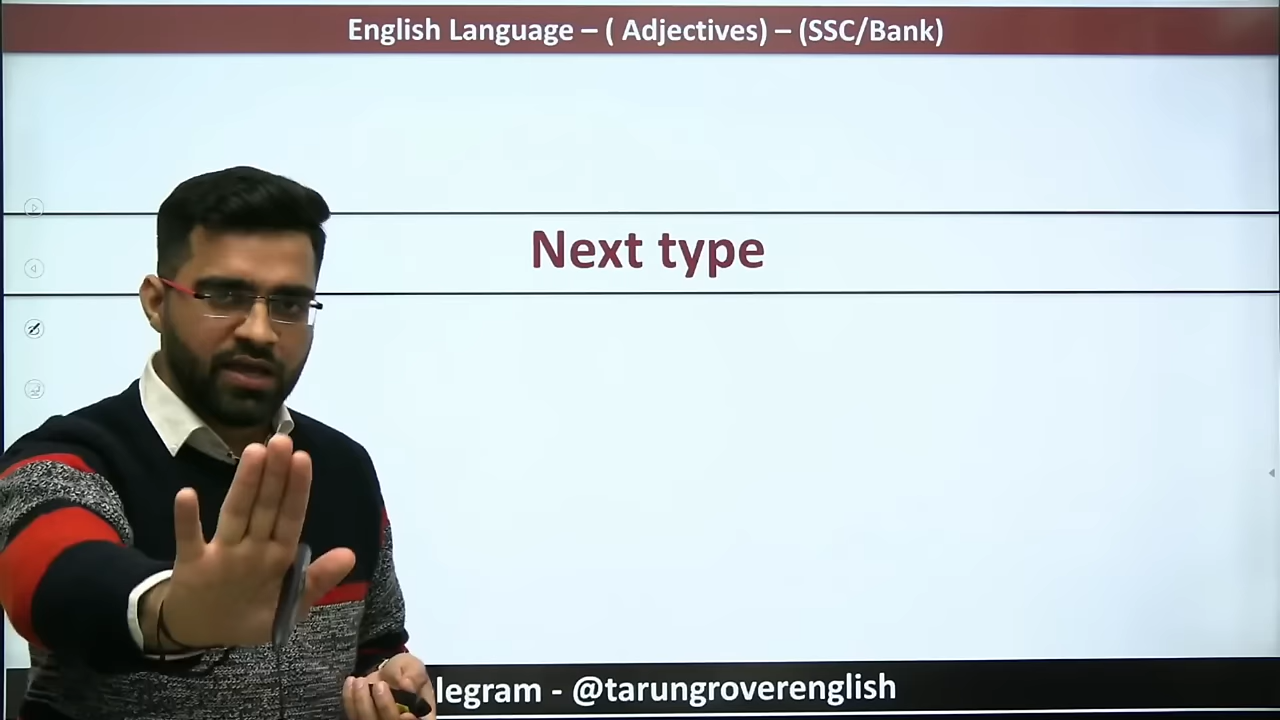 English Language – ( Adjectives) – (SSC/Bank)
Next type
legram - @tarungroverenglish